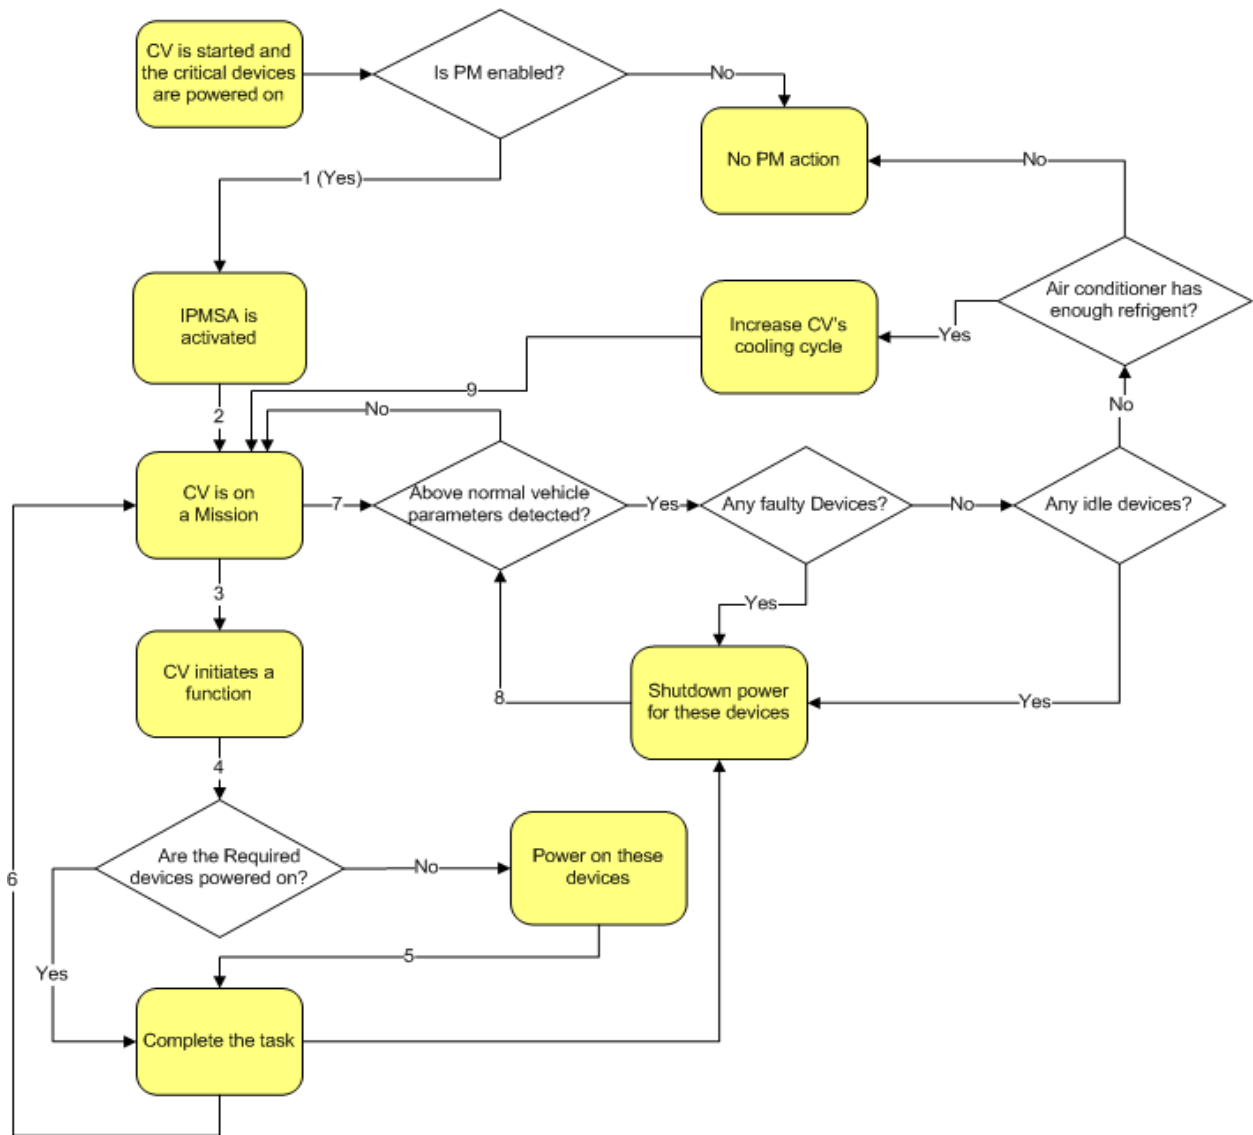 CV is started and
the critical devices
are powered on
Is PM enabled?
No
No PM action
No
1 (Yes)
IPMSA is
activated
Increase CV's
cooling cycle
Yes
Air conditioner has
enough refrigent?
9
2
No
No
CV is on
a Mission
7
Above normal vehicle
parameters detected?
Yes
Any faulty Devices?
No
Any idle devices?
3
Yes
CV initiates a
function
8
Shutdown power
for these devices
Yes
4
Are the Required
devices powered on?
No
Power on these
devices
6
5
Yes
Complete the task